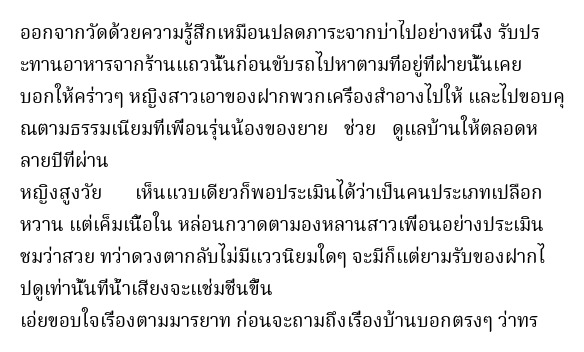 ออกจากวัดด้วยความรู้สึกเหมือนปลดภาระจากบ่าไปอย่างหนึ่ง รับปร
ะทานอาหารจากร้านแถวนั้นก่อนขับรถไปหาตามที่อยู่ที่ฝ่ายนั้นเคย
บอกให้คร่าวๆ หญิงสาวเอาของฝากพวกเครื่องสำอางไปให้ และไปขอบคุ
ณตามธรรมเนียมที่เพื่อนรุ่นน้องของยาย ช่วย ดูแลบ้านให้ตลอดห
ลายปีที่ผ่าน
หญิงสูงวัย เห็นแวบเดียวก็พอประเมินได้ว่าเป็นคนประเภทเปลือก
หวาน แต่เค็มเนื้อใน หล่อนกวาดตามองหลานสาวเพื่อนอย่างประเมิน
ชมว่าสวย ทว่าดวงตากลับไม่มีแววนิยมใดๆ จะมีก็แต่ยามรับของฝากไ
ปดูเท่านั้นที่น้ำเสียงจะแช่มชื่นขึ้น
เอ่ยขอบใจเรื่องตามมารยาท ก่อนจะถามถึงเรื่องบ้านบอกตรงๆ ว่าทร